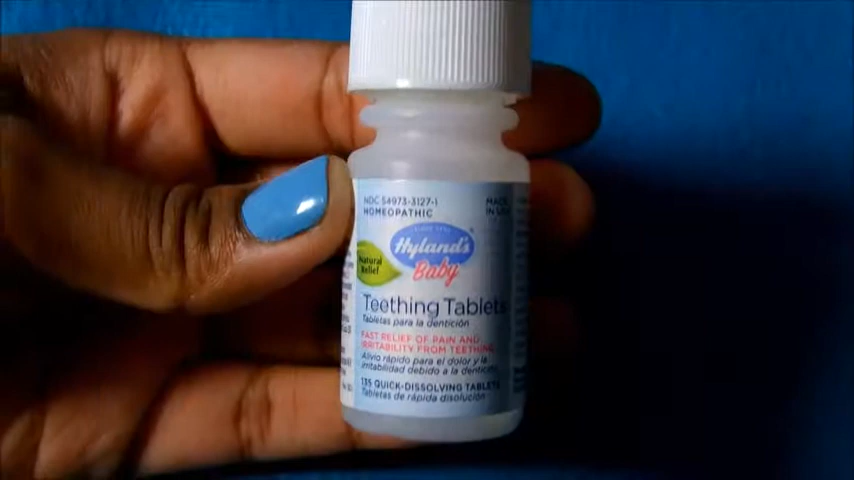 NDC 54973-3127-1
HOMEOPATHIC
MADE
IN USA
Hyland's
Baby
Natural
Relief
Teething Tablets
Tabletas para la dentición
FAST RELIEF OF PAIN AND
IRRITABILITY FROM TEETHING
Alivio rápido para el dolor y la
irritabilidad debido a la dentición
135 QUICK-DISSOLVING TABLETS
Tabletas de rápida disolución